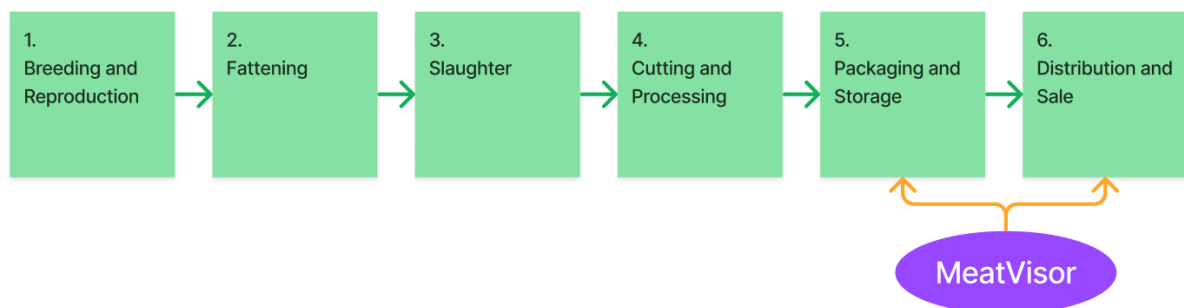 1.
Breeding and
Reproduction
2.
Fattening
3.
Slaughter
4.
Cutting and
Processing
5.
Packaging and
Storage
6.
Distribution and
Sale
MeatVisor